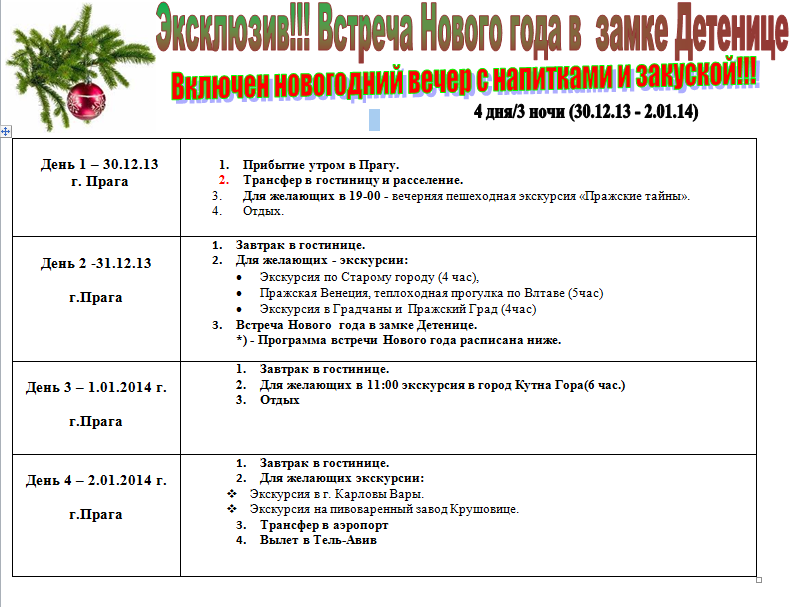 Эксклюзив!!! Встреча Нового года в замке Детенице
Включен новогодний вечер с напитками и закуской!!!
4 дня/3 ночи (30.12.13 - 2.01.14)
День 1 – 30.12.13
г. Прага
1. Прибытие утром в Прагу.
2. Трансфер в гостиницу и расселение.
3. Для желающих в 19-00 - вечерняя пешеходная экскурсия «Пражские тайны».
4. Отдых.
День 2 -31.12.13
г.Прага
1. Завтрак в гостинице.
2. Для желающих - экскурсии:
• Экскурсия по Старому городу (4 час),
• Пражская Венеция, теплоходная прогулка по Влтаве (5час)
• Экскурсия в Градчаны и Пражский Град (4час)
3. Встреча Нового года в замке Детенице.
*) - Программа встречи Нового года расписана ниже.
День 3 – 1.01.2014 г.
г.Прага
1. Завтрак в гостинице.
2. Для желающих в 11:00 экскурсия в город Кутна Гора(6 час.)
3. Отдых
День 4 – 2.01.2014 г.
г.Прага
1. Завтрак в гостинице.
2. Для желающих экскурсии:
❖ Экскурсия в г. Карловы Вары.
❖ Экскурсия на пивоваренный завод Крушовице.
3. Трансфер в аэропорт
4. Вылет в Тель-Авив